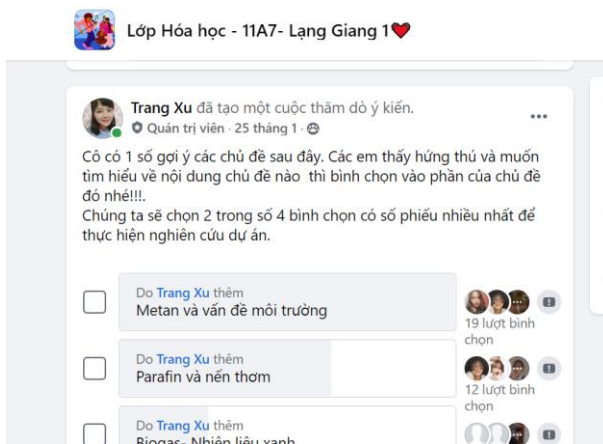 Lớp Hóa học - 11A7- Lạng Giang 1❤
Trang Xu đã tạo một cuộc thăm dò ý kiến.
Quản trị viên · 25 tháng 1 ·
Cô có 1 số gợi ý các chủ đề sau đây. Các em thấy hứng thú và muốn
tìm hiểu về nội dung chủ đề nào thì bình chọn vào phần của chủ đề
đó nhé!!!.
Chúng ta sẽ chọn 2 trong số 4 bình chọn có số phiếu nhiều nhất để
thực hiện nghiên cứu dự án.
Do Trang Xu thêm
Metan và vấn đề môi trường
19 lượt bình
chọn
Do Trang Xu thêm
Parafin và nến thơm
12 lượt bình
chọn
Do Trang Xu thêm
Biogas- Nhiên liệu xanh